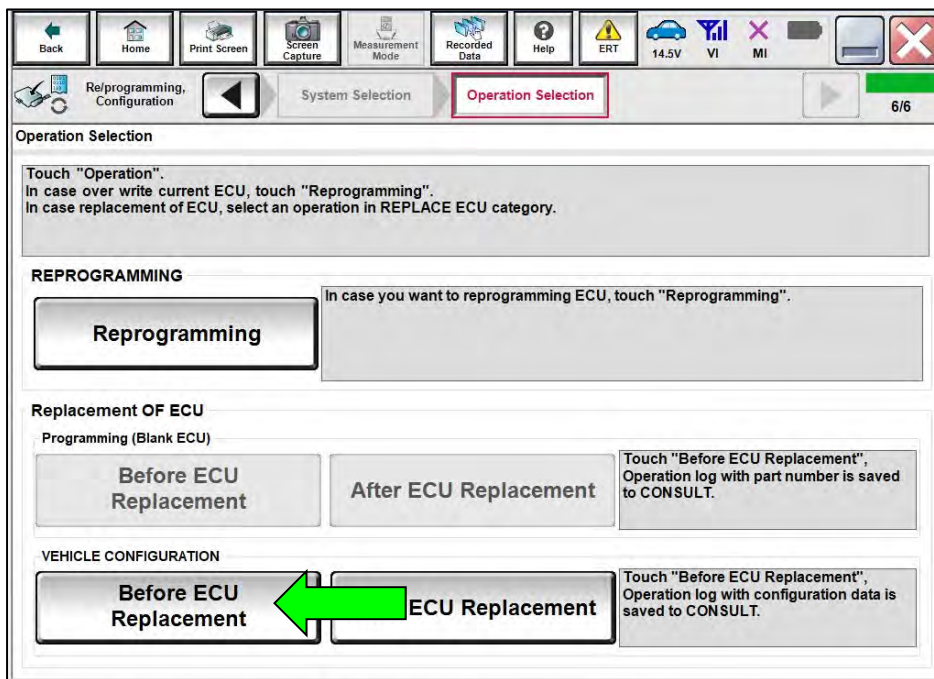 Back
Home
Print Screen
Screen
Capture
Measurement
Mode
Recorded
Data
Help
ERT
14.5V
VI
MI
Re/programming,
Configuration
System Selection
Operation Selection
6/6
Operation Selection
Touch "Operation".
In case over write current ECU, touch "Reprogramming".
In case replacement of ECU, select an operation in REPLACE ECU category.
REPROGRAMMING
Reprogramming
In case you want to reprogramming ECU, touch "Reprogramming".
Replacement OF ECU
Programming (Blank ECU)
Before ECU
Replacement
After ECU Replacement
Touch "Before ECU Replacement",
Operation log with part number is saved
to CONSULT.
VEHICLE CONFIGURATION
Before ECU
Replacement
ECU Replacement
Touch "Before ECU Replacement",
Operation log with configuration data is
saved to CONSULT.